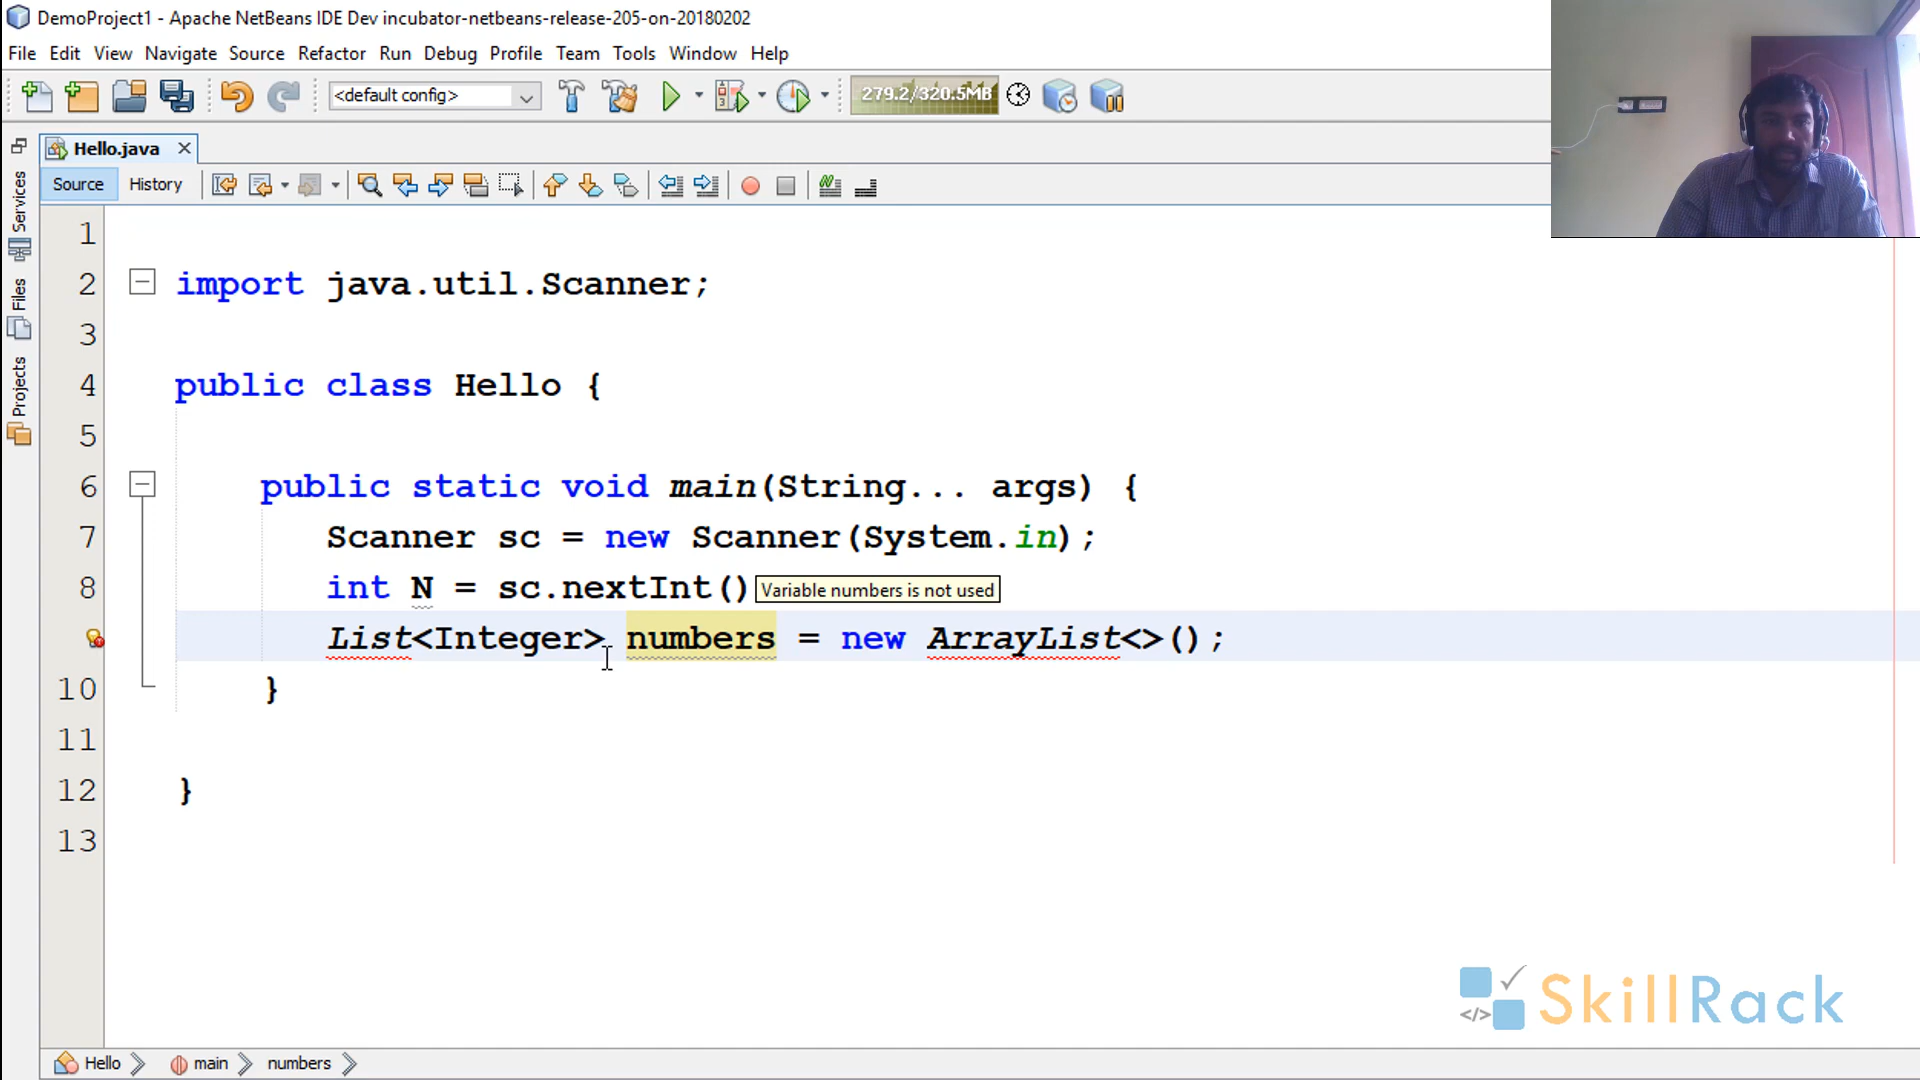 DemoProject1 - Apache NetBeans IDE Dev incubator-netbeans-release-205-on-20180202
File Edit View Navigate Source Refactor Run Debug Profile Team Tools Window Help
<default config>
279.2/320.5MB
Hello.java
Source History
Services
Files
Projects
1
2 import java.util.Scanner;
3
4 public class Hello {
5
6 public static void main(String... args) {
7 Scanner sc = new Scanner(System.in);
8 int N = sc.nextInt()
Variable numbers is not used
List<Integer> numbers = new ArrayList<>();
10 }
11
12 }
13
</> SkillRack
Hello main numbers